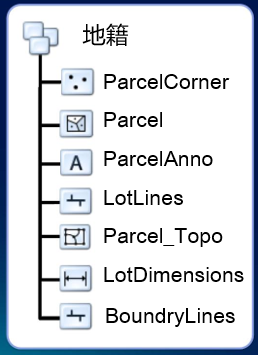 地籍
ParcelCorner
Parcel
A ParcelAnno
LotLines
Parcel_Topo
LotDimensions
BoundryLines